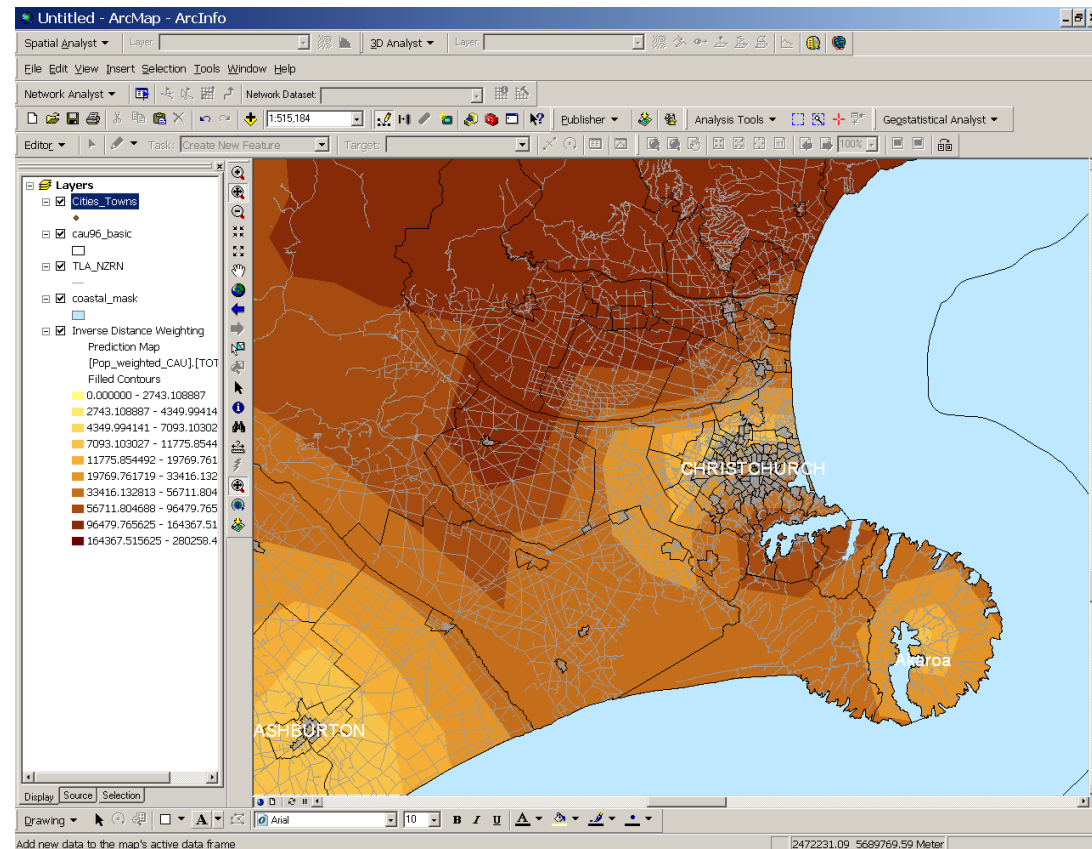 Untitled - ArcMap - ArcInfo
Spatial Analyst Layer: 3D Analyst Layer:
File Edit View Insert Selection Tools Window Help
Network Analyst Network Dataset:
1:515,184 Publisher Analysis Tools Geostatistical Analyst
Editor Task: Create New Feature Target: 100%
Layers
Cities_Towns
cau96_basic
TLA_NZRN
coastal_mask
Inverse Distance Weighting
Prediction Map
[Pop_weighted_CAU].[TOT
Filled Contours
0.000000 - 2743.108887
2743.108887 - 4349.99414
4349.994141 - 7093.10302
7093.103027 - 11775.8544
11775.854492 - 19769.761
19769.761719 - 33416.132
33416.132813 - 56711.804
56711.804688 - 96479.765
96479.765625 - 164367.51
164367.515625 - 280258.4
CHRISTCHURCH
Akaroa
ASHBURTON
Display Source Selection
Drawing A Arial 10 B I U A
Add new data to the map's active data frame 2472231.09 5689769.59 Meter